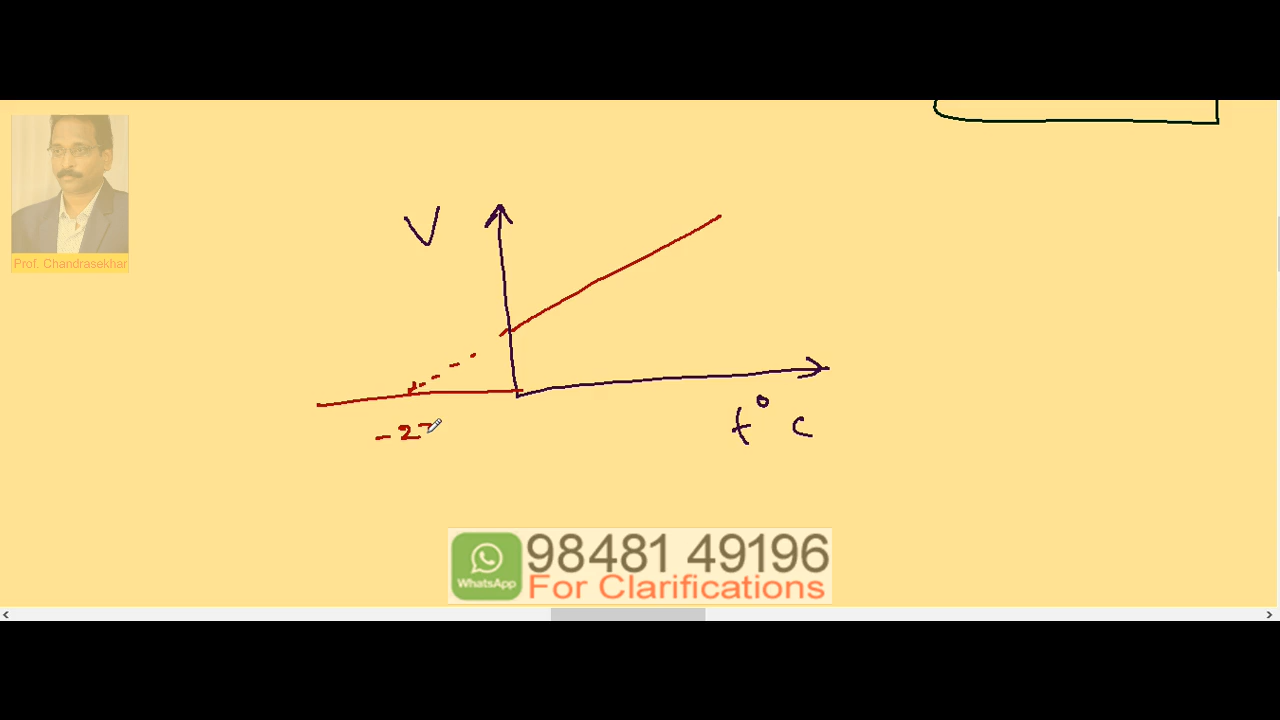 Prof. Chandrasekhar
V
-27
t° c
98481 49196
WhatsApp
For Clarifications